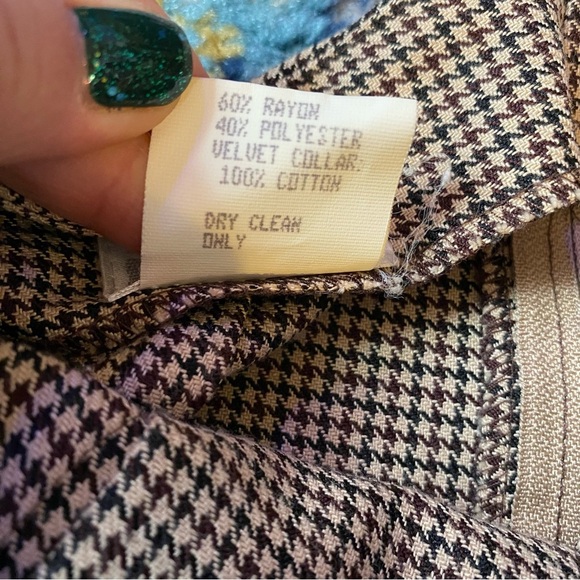 60% RAYON
40% POLYESTER
VELVET COLLAR:
100% COTTON
DRY CLEAN
ONLY